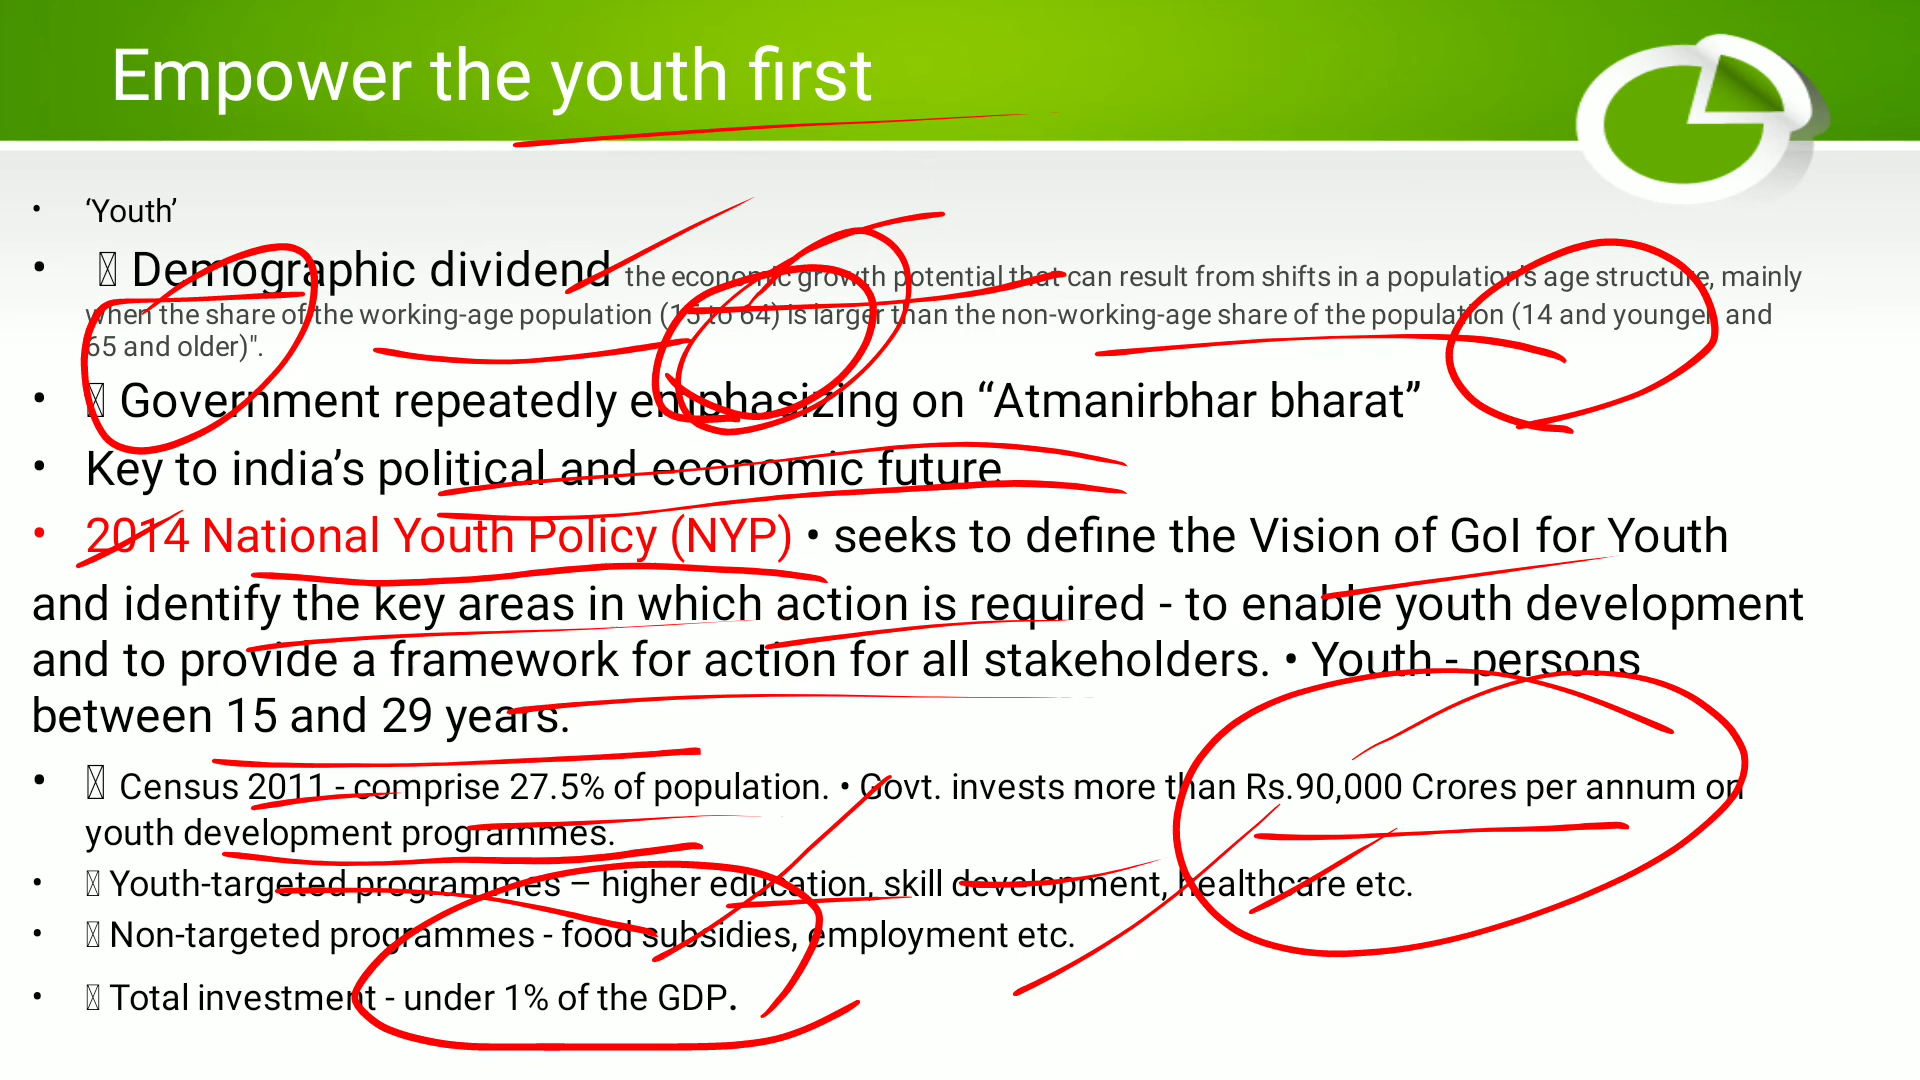 Empower the youth first
• ‘Youth’
• Demographic dividend the economic growth potential that can result from shifts in a population's age structure, mainly
when the share of the working-age population (15 to 64) is larger than the non-working-age share of the population (14 and younger, and
65 and older)".
• Government repeatedly emphasizing on “Atmanirbhar bharat”
• Key to india’s political and economic future
• 2014 National Youth Policy (NYP) • seeks to define the Vision of GoI for Youth
and identify the key areas in which action is required - to enable youth development
and to provide a framework for action for all stakeholders. • Youth - persons
between 15 and 29 years.
• Census 2011 - comprise 27.5% of population. • Govt. invests more than Rs.90,000 Crores per annum on
youth development programmes.
• Youth-targeted programmes – higher education, skill development, healthcare etc.
• Non-targeted programmes - food subsidies, employment etc.
• Total investment - under 1% of the GDP.